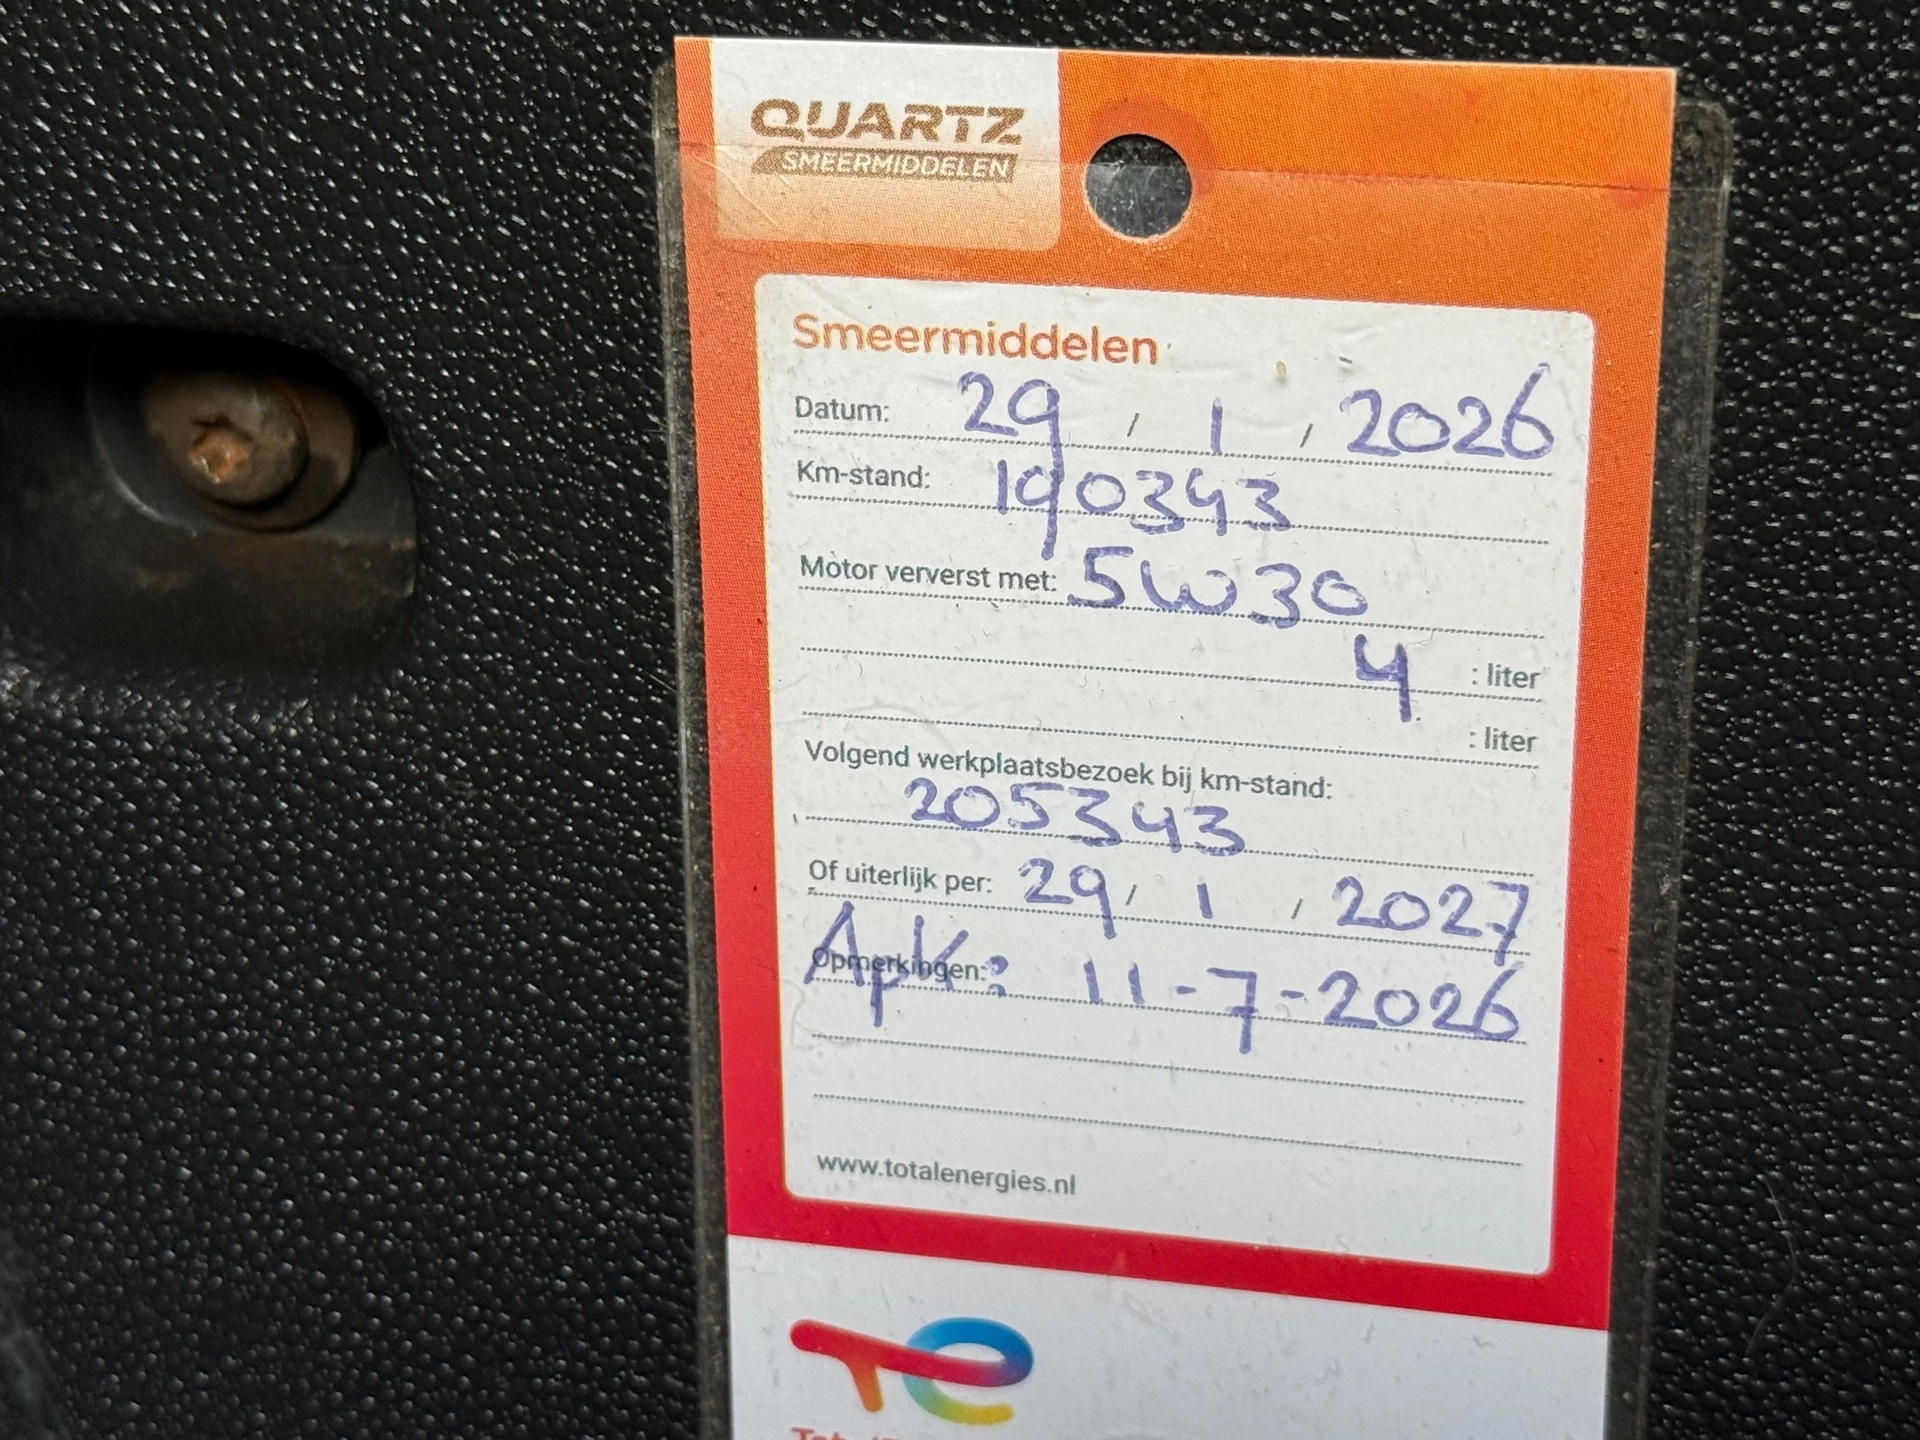 QUARTZ
SMEERMIDDELEN
Smeermiddelen
Datum: 29 / 1 / 2026
Km-stand: 190343
Motor ververst met: 5W30
4 : liter
: liter
Volgend werkplaatsbezoek bij km-stand:
205343
Of uiterlijk per: 29 / 1 / 2027
Opmerkingen: ApK: 11-7-2026
www.totalenergies.nl